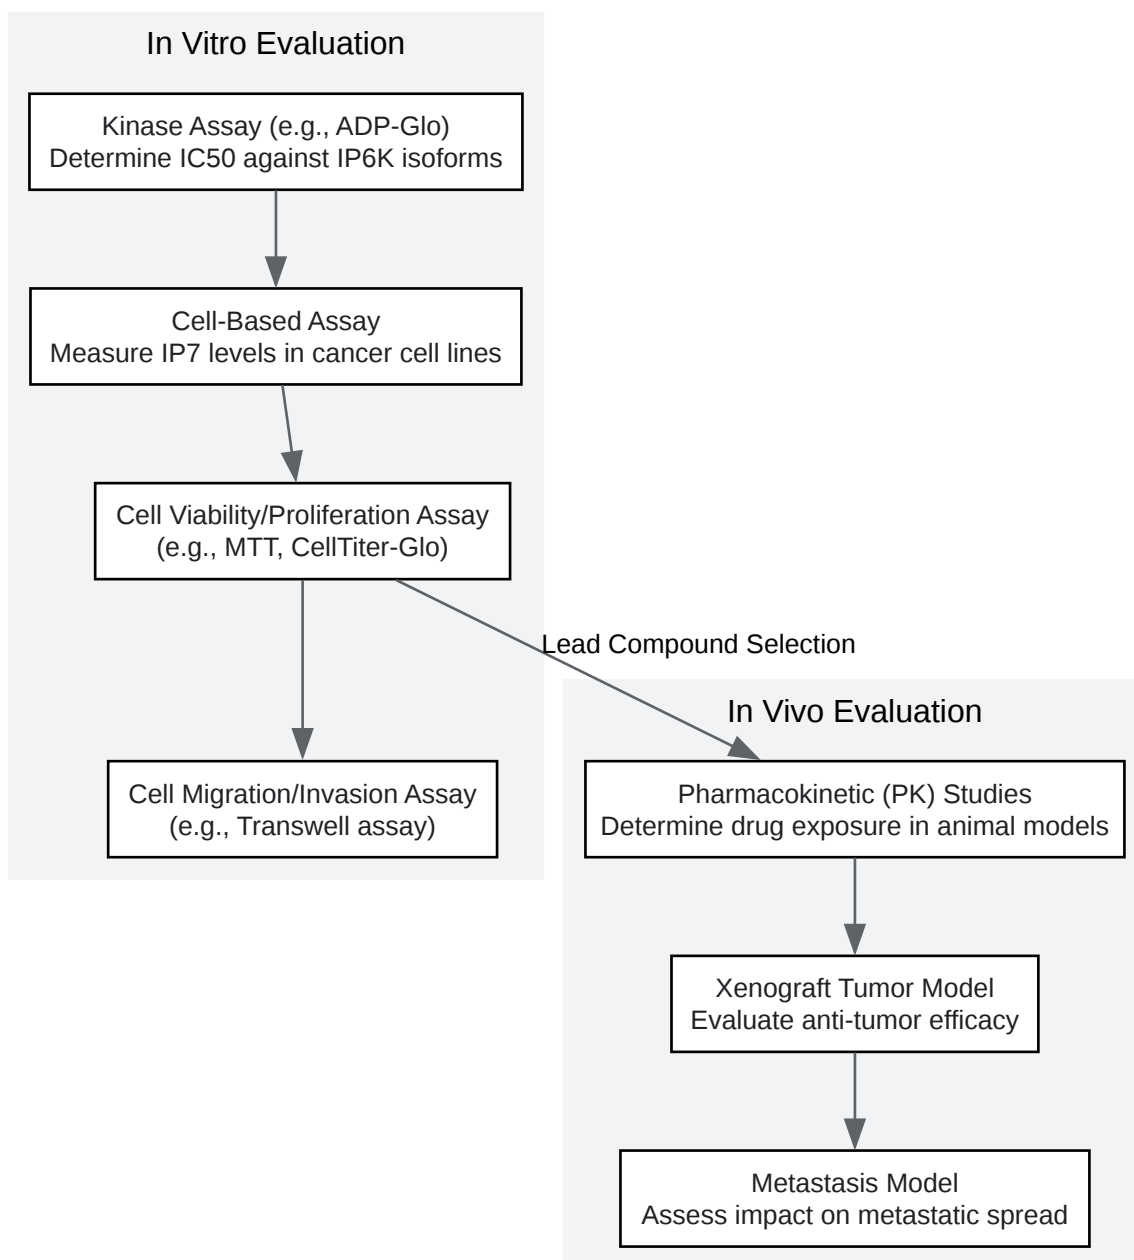 In Vitro Evaluation
Kinase Assay (e.g., ADP-Glo)
Determine IC50 against IP6K isoforms
Cell-Based Assay
Measure IP7 levels in cancer cell lines
Cell Viability/Proliferation Assay
(e.g., MTT, CellTiter-Glo)
Lead Compound Selection
Cell Migration/Invasion Assay
(e.g., Transwell assay)
In Vivo Evaluation
Pharmacokinetic (PK) Studies
Determine drug exposure in animal models
Xenograft Tumor Model
Evaluate anti-tumor efficacy
Metastasis Model
Assess impact on metastatic spread